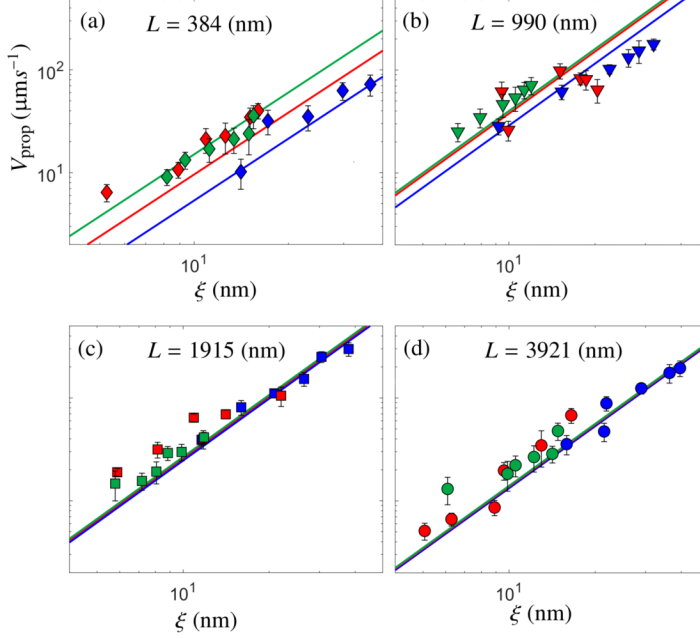 (a) L = 384 (nm)
(b) L = 990 (nm)
V_prop (μms⁻¹)
10²
10¹
10¹
10¹
ξ (nm)
ξ (nm)
(c) L = 1915 (nm)
(d) L = 3921 (nm)
10¹
10¹
ξ (nm)
ξ (nm)